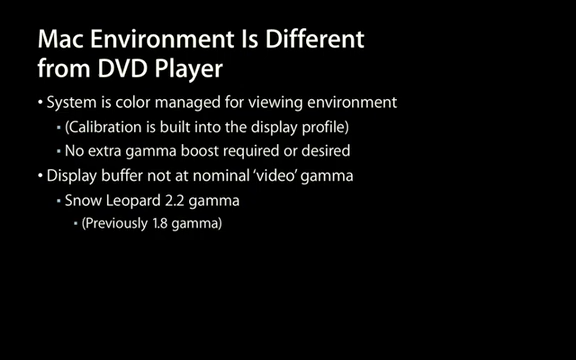 Mac Environment Is Different
from DVD Player
• System is color managed for viewing environment
▪ (Calibration is built into the display profile)
▪ No extra gamma boost required or desired
• Display buffer not at nominal ‘video’ gamma
▪ Snow Leopard 2.2 gamma
▪ (Previously 1.8 gamma)